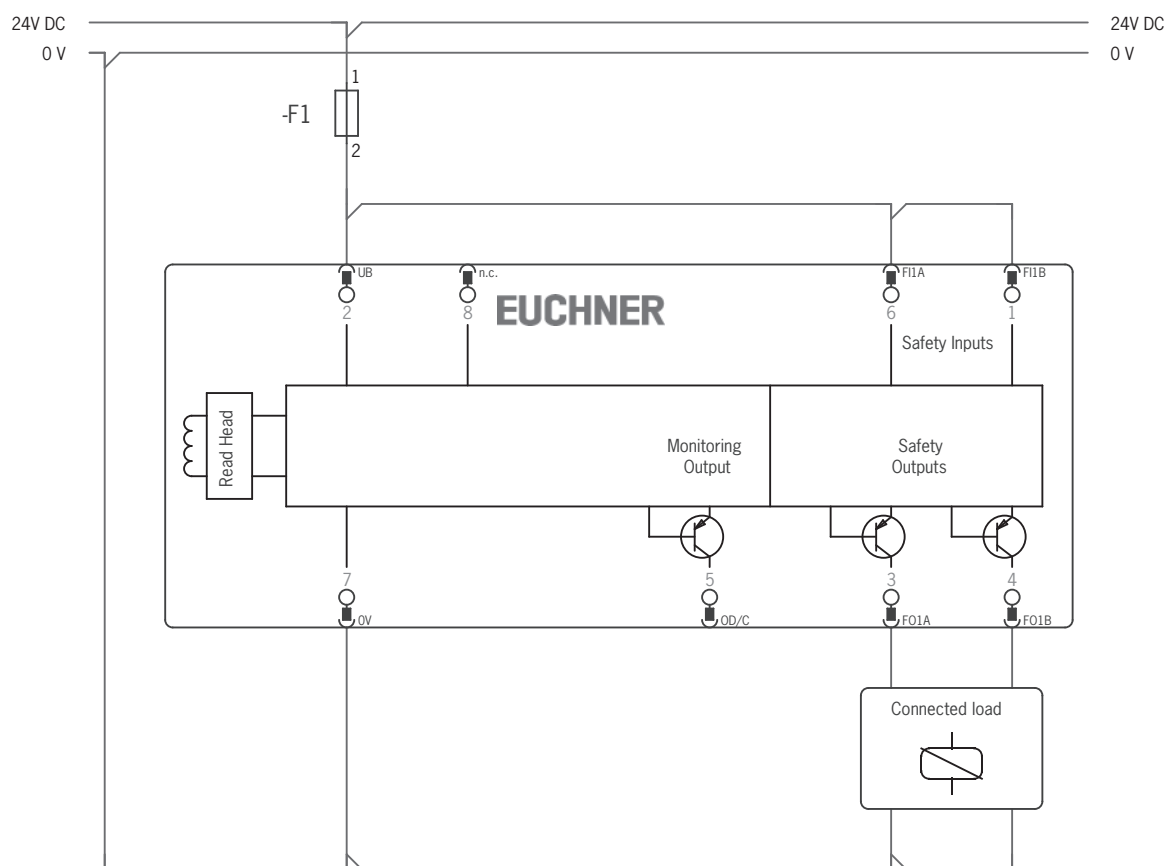 24V DC
24V DC
0 V
0 V
1
-F1
2
UB
n.c.
FI1A
FI1B
2
8
EUCHNER
6
1
Safety Inputs
Read Head
Monitoring
Output
Safety
Outputs
7
5
3
4
0V
OD/C
FO1A
FO1B
Connected load